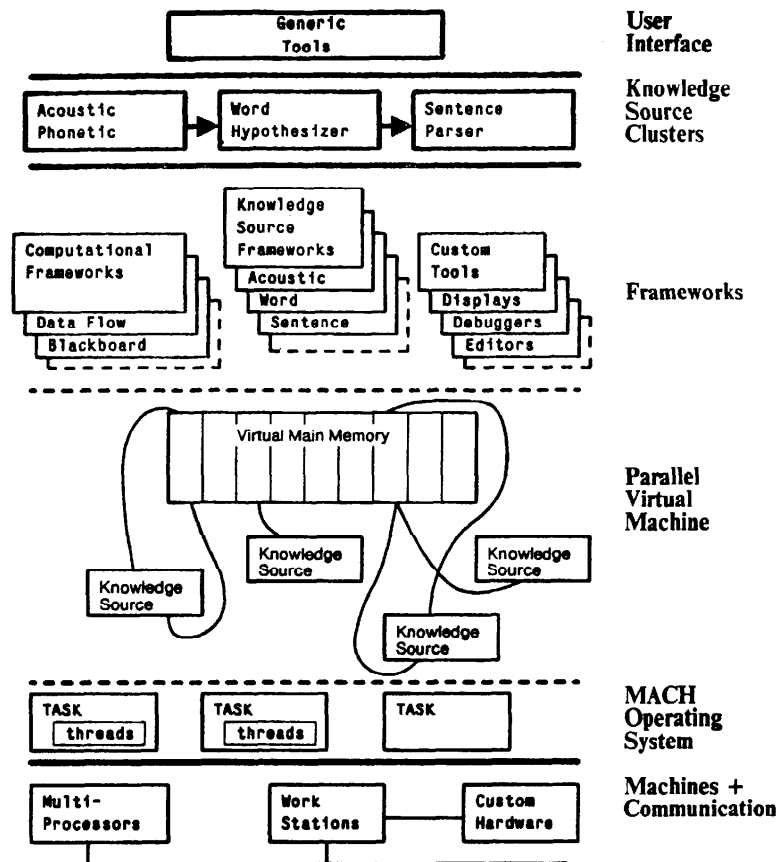 Generic
Tools
User
Interface
Acoustic
Phonetic
Word
Hypothesizer
Sentence
Parser
Knowledge
Source
Clusters
Computational
Frameworks
Data Flow
Blackboard
Knowledge
Source
Frameworks
Acoustic
Word
Sentence
Custom
Tools
Displays
Debuggers
Editors
Frameworks
Virtual Main Memory
Knowledge
Source
Knowledge
Source
Knowledge
Source
Knowledge
Source
Parallel
Virtual
Machine
TASK
threads
TASK
threads
TASK
MACH
Operating
System
Multi-
Processors
Work
Stations
Custom
Hardware
Machines +
Communication